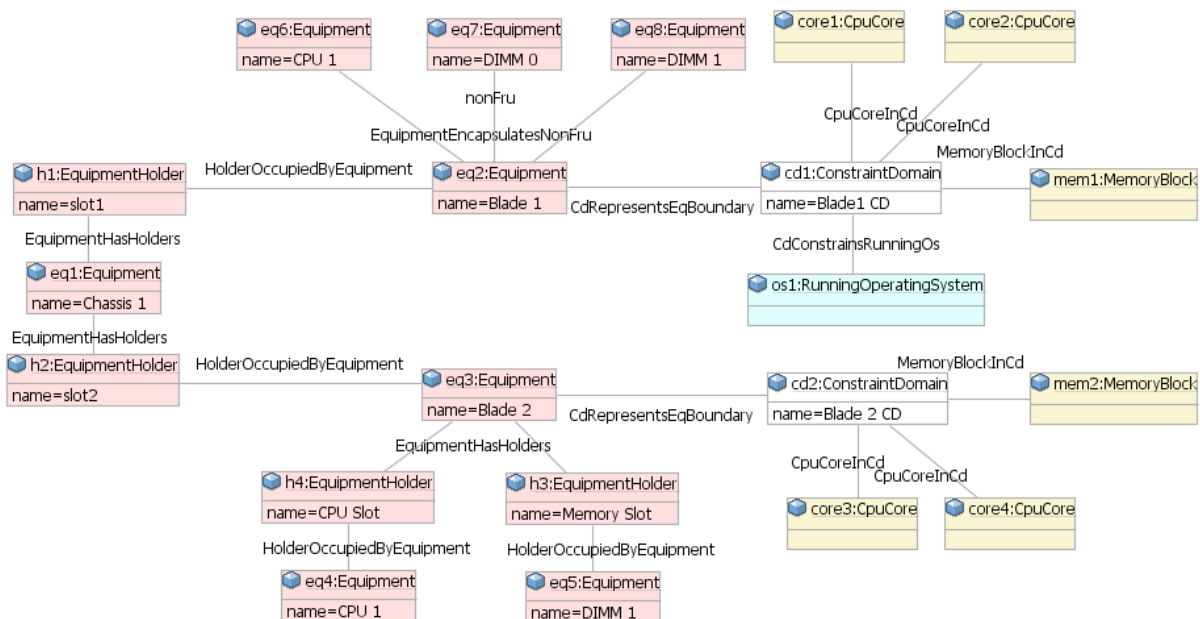 eq6:Equipment
name=CPU 1
eq7:Equipment
name=DIMM 0
eq8:Equipment
name=DIMM 1
core1:CpuCore
core2:CpuCore
nonFru
EquipmentEncapsulatesNonFru
CpuCoreInCd
CpuCoreInCd
h1:EquipmentHolder
name=slot1
HolderOccupiedByEquipment
eq2:Equipment
name=Blade 1
CdRepresentsEqBoundary
cd1:ConstraintDomain
name=Blade1 CD
MemoryBlockInCd
mem1:MemoryBlock
EquipmentHasHolders
CdConstrainsRunningOs
eq1:Equipment
name=Chassis 1
os1:RunningOperatingSystem
EquipmentHasHolders
h2:EquipmentHolder
name=slot2
HolderOccupiedByEquipment
eq3:Equipment
name=Blade 2
CdRepresentsEqBoundary
cd2:ConstraintDomain
name=Blade 2 CD
MemoryBlockInCd
mem2:MemoryBlock
EquipmentHasHolders
CpuCoreInCd
CpuCoreInCd
h4:EquipmentHolder
name=CPU Slot
h3:EquipmentHolder
name=Memory Slot
core3:CpuCore
core4:CpuCore
HolderOccupiedByEquipment
HolderOccupiedByEquipment
eq4:Equipment
name=CPU 1
eq5:Equipment
name=DIMM 1